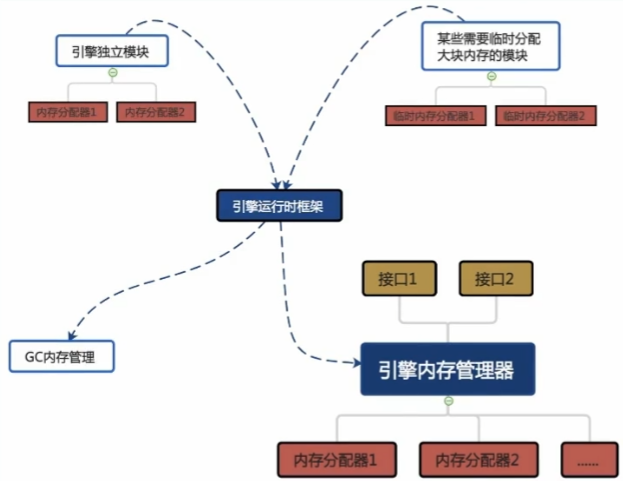 引擎独立模块
某些需要临时分配
大块内存的模块
内存分配器1
内存分配器2
临时内存分配器1
临时内存分配器2
引擎运行时框架
接口1
接口2
GC内存管理
引擎内存管理器
内存分配器1
内存分配器2
......